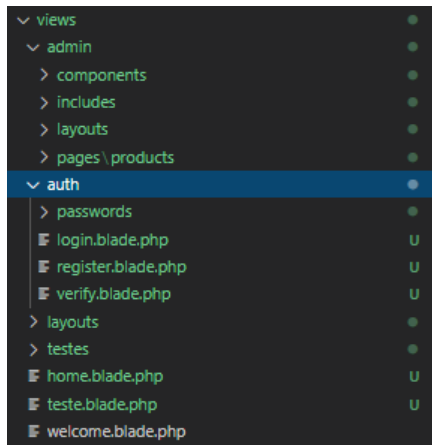 views
admin
components
includes
layouts
pages\products
auth
passwords
login.blade.php U
register.blade.php U
verify.blade.php U
layouts
testes
home.blade.php U
teste.blade.php U
welcome.blade.php